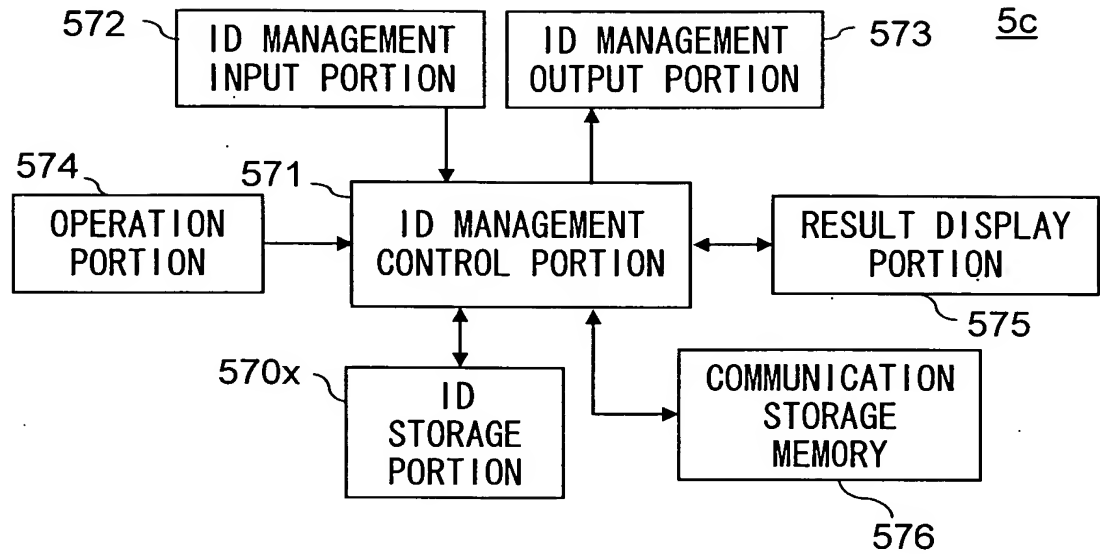 572
ID MANAGEMENT
INPUT PORTION
ID MANAGEMENT
OUTPUT PORTION
573
5c
574
OPERATION
PORTION
571
ID MANAGEMENT
CONTROL PORTION
RESULT DISPLAY
PORTION
575
570x
ID
STORAGE
PORTION
COMMUNICATION
STORAGE
MEMORY
576